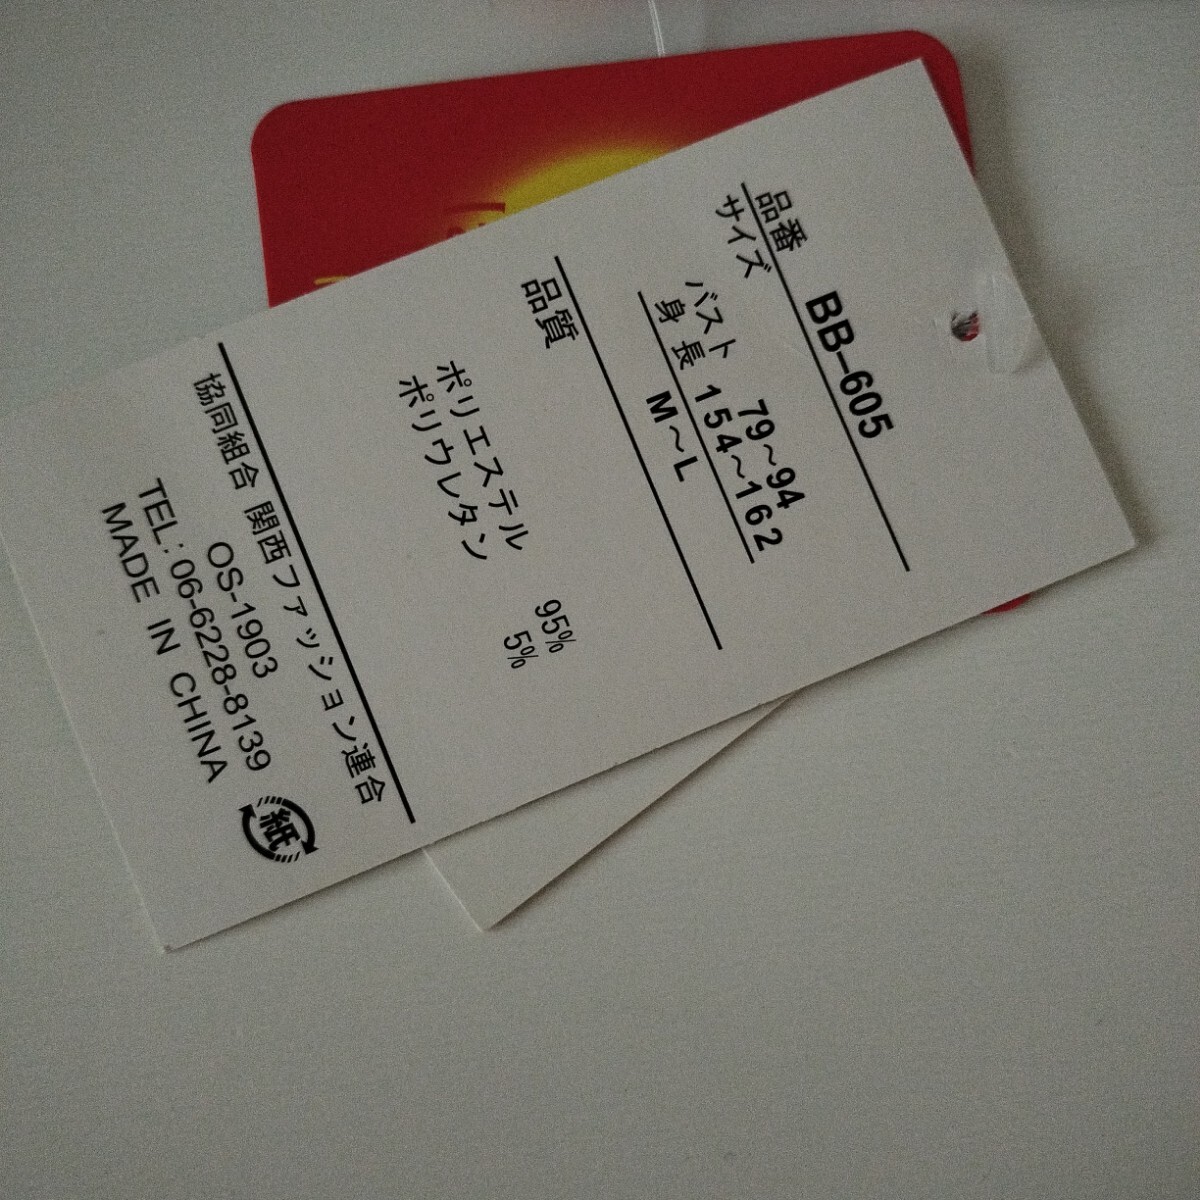 品番 BB-605
サイズ
バスト 79〜94
身長 154〜162
M〜L
品質
ポリエステル 95%
ポリウレタン 5%
協同組合 関西ファッション連合
OS-1903
TEL: 06-6228-8139
MADE IN CHINA
紙